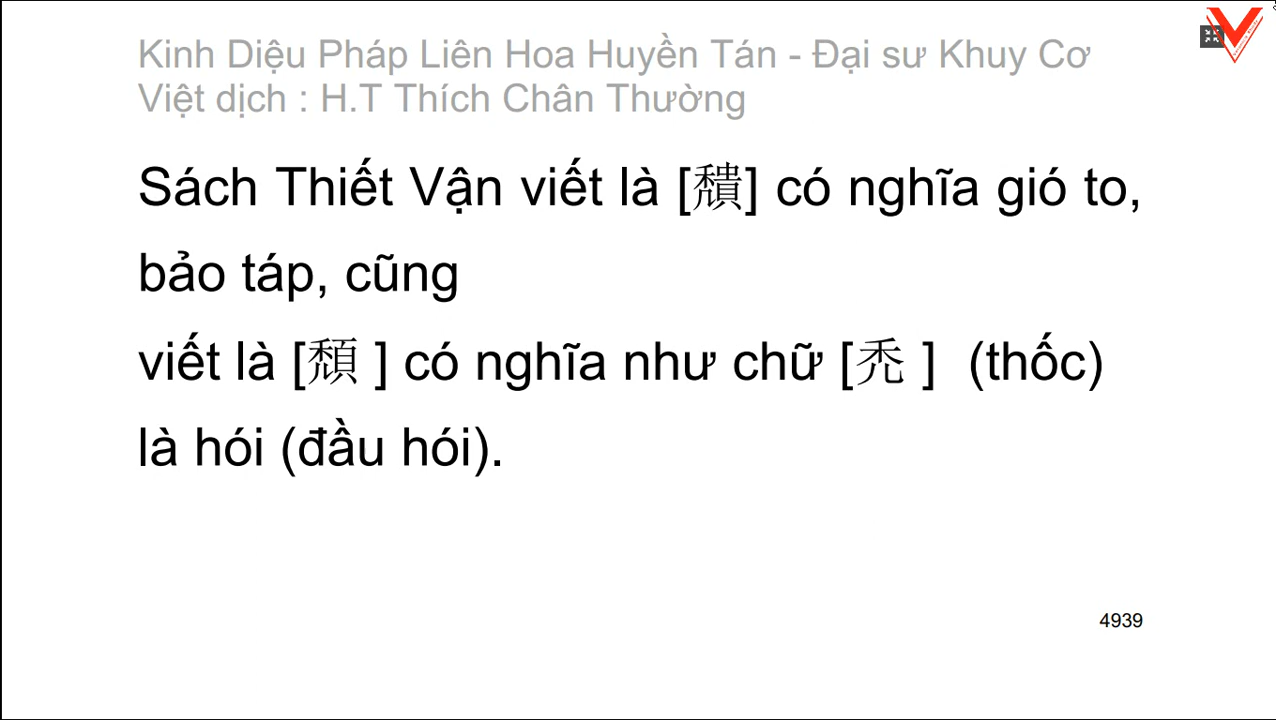 Kinh Diệu Pháp Liên Hoa Huyền Tán - Đại sư Khuy Cơ
Việt dịch : H.T Thích Chân Thường
Sách Thiết Vận viết là [穨] có nghĩa gió to,
bảo táp, cũng
viết là [頹 ] có nghĩa như chữ [禿 ] (thốc)
là hói (đầu hói).
4939